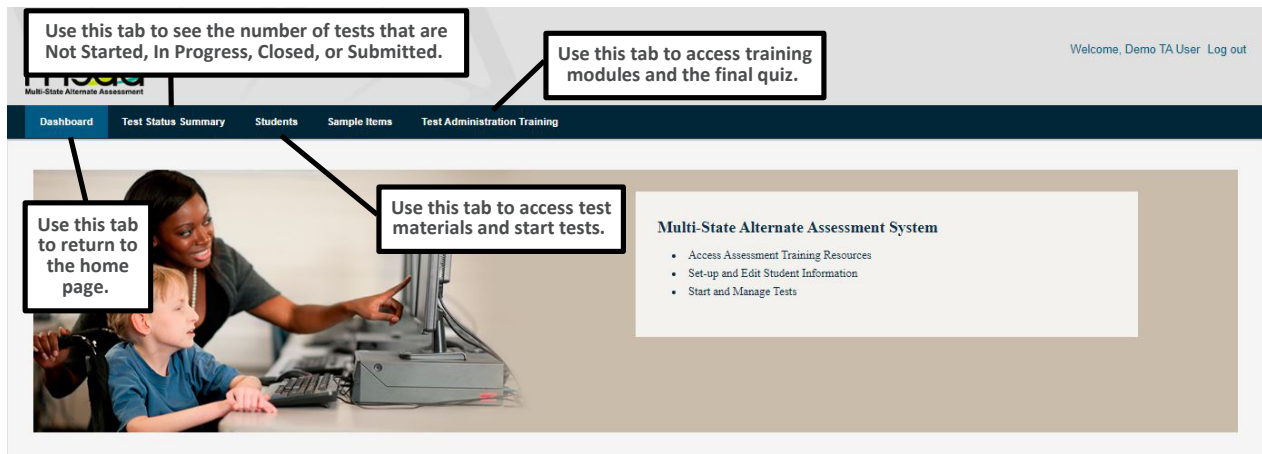 Use this tab to see the number of tests that are
Not Started, In Progress, Closed, or Submitted.
Use this tab to access training
modules and the final quiz.
Welcome, Demo TA User Log out
Multi-State Alternate Assessment
Dashboard Test Status Summary Students Sample Items Test Administration Training
Use this tab
to return to
the home
page.
Use this tab to access test
materials and start tests.
Multi-State Alternate Assessment System
• Access Assessment Training Resources
• Set-up and Edit Student Information
• Start and Manage Tests